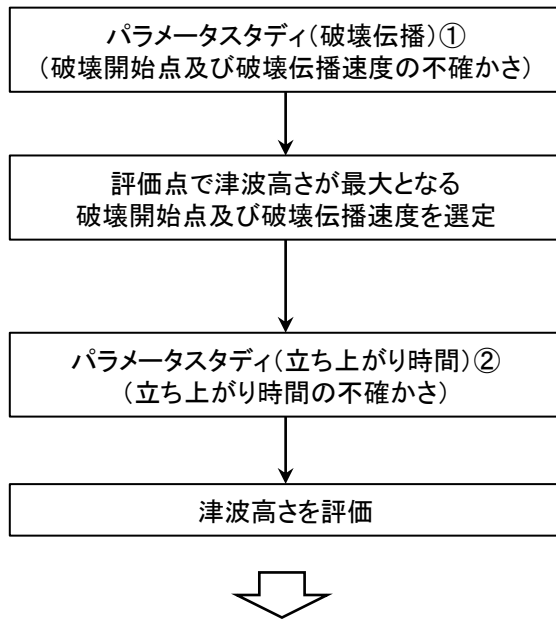 パラメータスタディ(破壊伝播)①
(破壊開始点及び破壊伝播速度の不確かさ)
評価点で津波高さが最大となる
破壊開始点及び破壊伝播速度を選定
パラメータスタディ(立ち上がり時間)②
(立ち上がり時間の不確かさ)
津波高さを評価